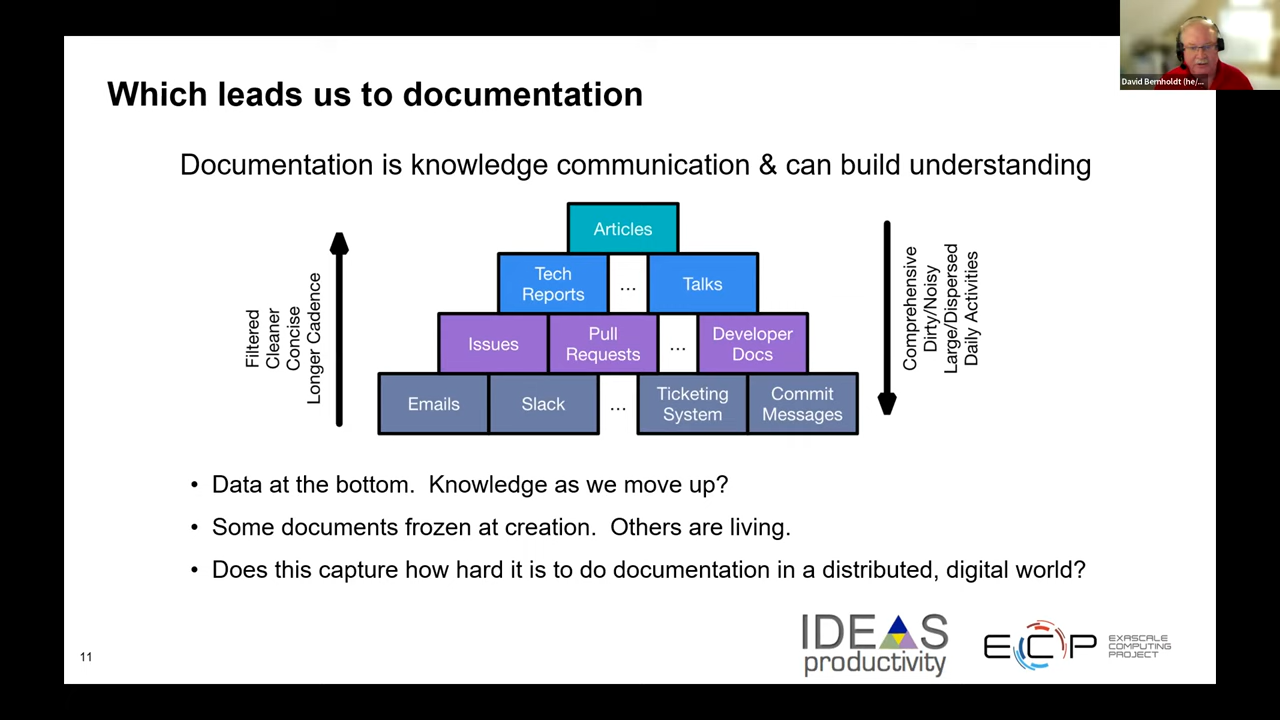 David Bernholdt (he/...
Which leads us to documentation
Documentation is knowledge communication & can build understanding
Filtered
Cleaner
Concise
Longer Cadence
Articles
Tech
Reports
...
Talks
Issues
Pull
Requests
...
Developer
Docs
Emails
Slack
...
Ticketing
System
Commit
Messages
Comprehensive
Dirty/Noisy
Large/Dispersed
Daily Activities
• Data at the bottom. Knowledge as we move up?
• Some documents frozen at creation. Others are living.
• Does this capture how hard it is to do documentation in a distributed, digital world?
11
IDEAS
productivity
ECP
EXASCALE
COMPUTING
PROJECT